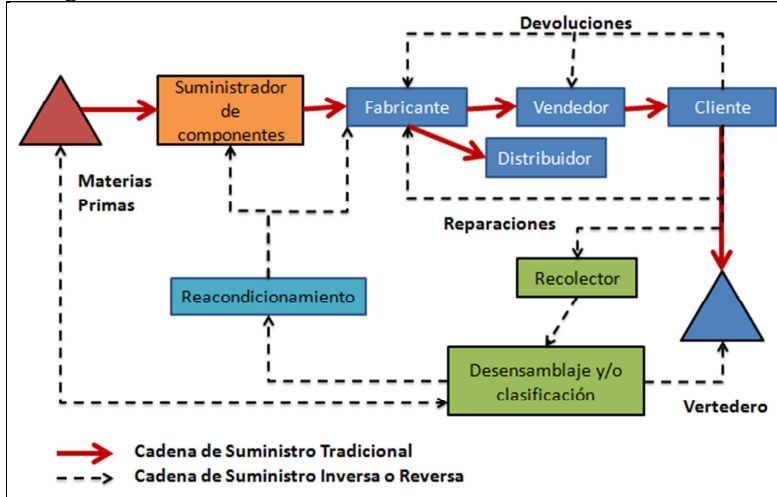 Devoluciones
Suministrador
de
componentes
Fabricante
Vendedor
Cliente
Distribuidor
Materias
Primas
Reparaciones
Recolector
Reacondicionamiento
Desensamblaje y/o
clasificación
Vertedero
Cadena de Suministro Tradicional
Cadena de Suministro Inversa o Reversa